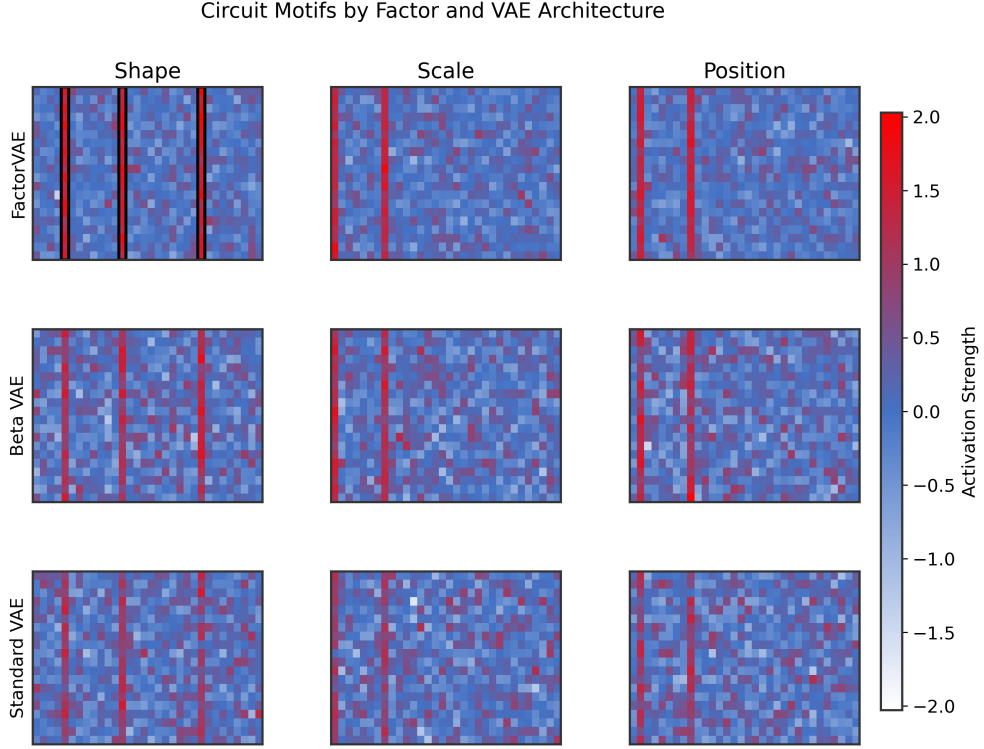 Circuit Motifs by Factor and VAE Architecture
Shape
Scale
Position
FactorVAE
Beta VAE
Standard VAE
2.0
1.5
1.0
0.5
0.0
−0.5
−1.0
−1.5
−2.0
Activation Strength